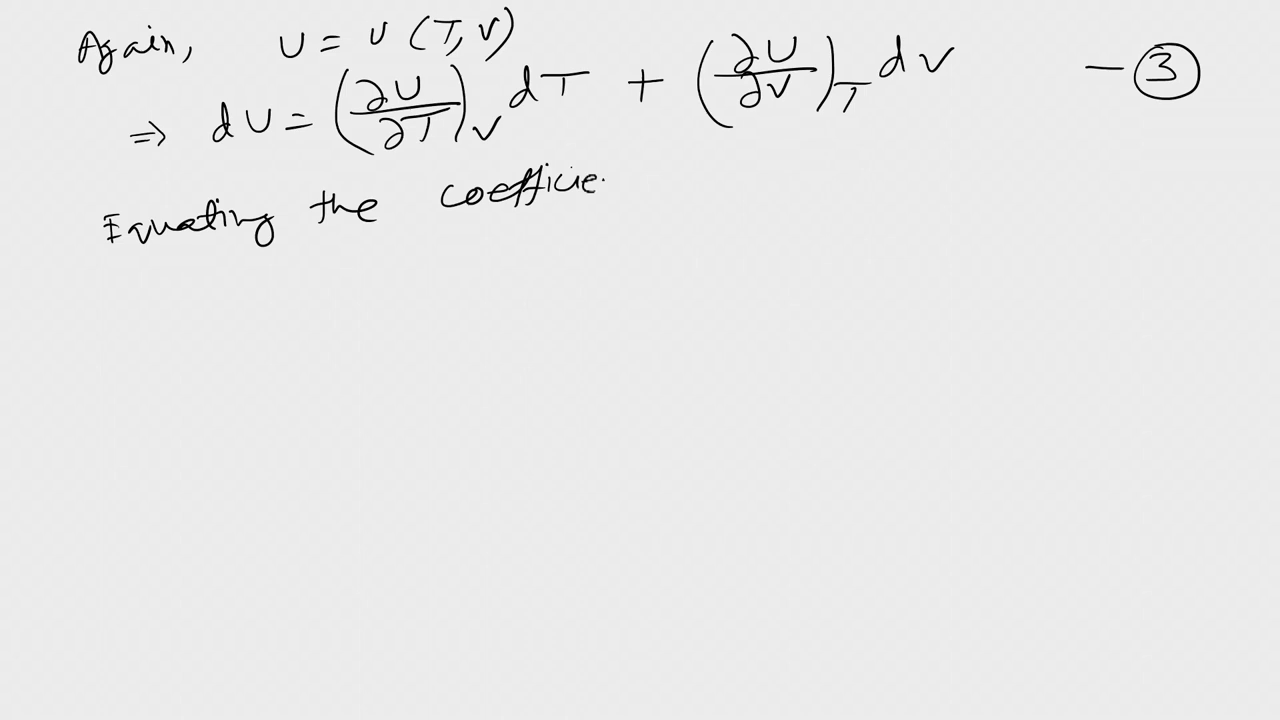 Again, U = U (T, V)
⇒ dU = (∂U/∂T)_V dT + (∂U/∂V)_T dV — ③
Equating the coefficie.